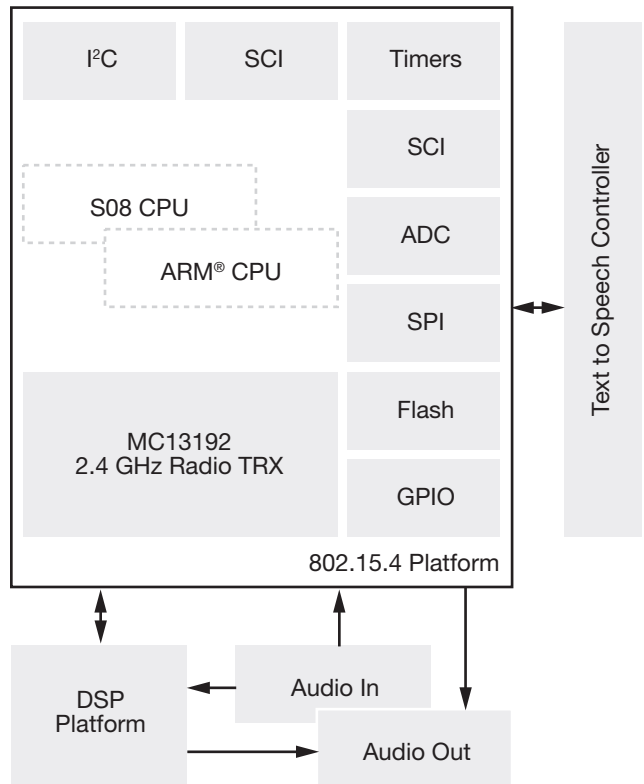 I²C
SCI
Timers
SCI
S08 CPU
ADC
ARM® CPU
SPI
Text to Speech Controller
Flash
MC13192
2.4 GHz Radio TRX
GPIO
802.15.4 Platform
DSP
Platform
Audio In
Audio Out